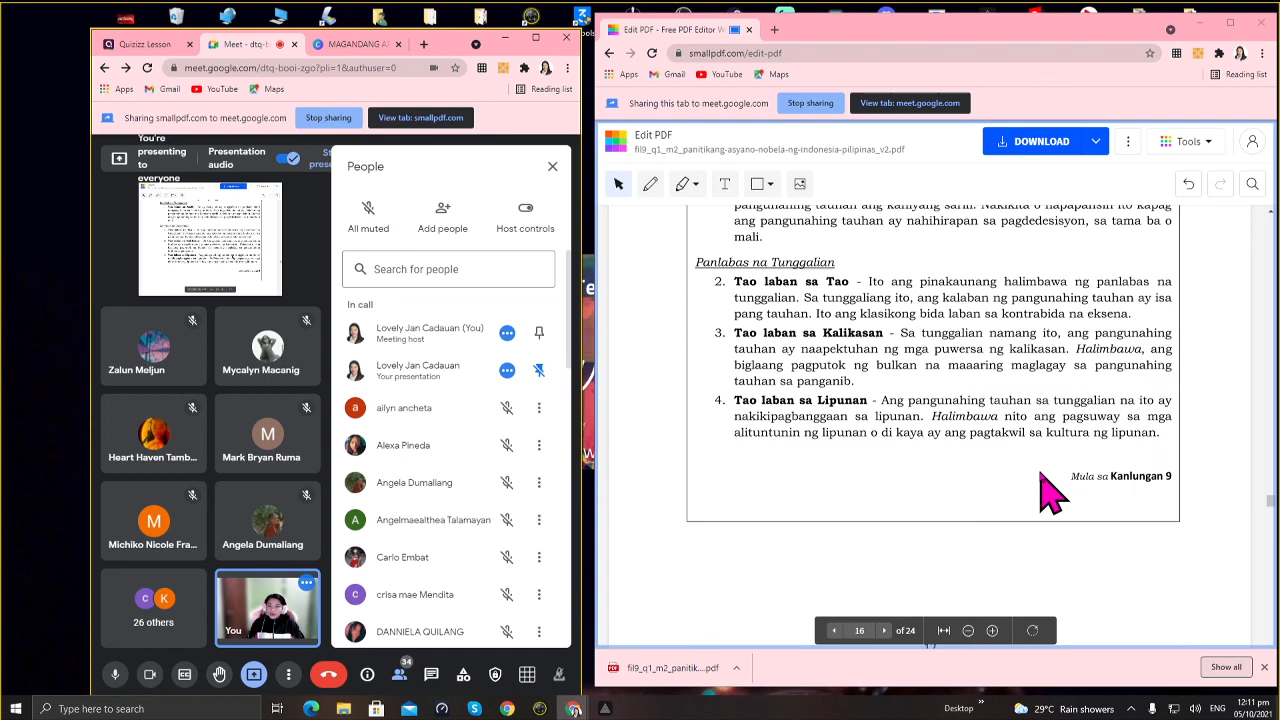 Quizizz Lesson
Meet - dtq-b
MAGANDANG A
meet.google.com/dtq-booi-zgo?pli=1&authuser=0
Apps
Gmail
YouTube
Maps
Reading list
Sharing smallpdf.com to meet.google.com
Stop sharing
View tab: smallpdf.com
You're
presenting
to
everyone
Presentation
audio
People
All muted
Add people
Host controls
Search for people
In call
Lovely Jan Cadauan (You)
Meeting host
Lovely Jan Cadauan
Your presentation
ailyn ancheta
Alexa Pineda
Angela Dumaliang
Angelmaealthea Talamayan
Carlo Embat
crisa mae Mendita
DANNIELA QUILANG
Zalun Meljun
Mycalyn Macanig
Heart Haven Tamb...
M
Mark Bryan Ruma
M
Michiko Nicole Fra...
Angela Dumaliang
C K
26 others
You
34
Edit PDF - Free PDF Editor W
smallpdf.com/edit-pdf
Apps
Gmail
YouTube
Maps
Reading list
Sharing this tab to meet.google.com
Stop sharing
View tab: meet.google.com
Edit PDF
fil9_q1_m2_panitikang-asyano-nobela-ng-indonesia-pilipinas_v2.pdf
DOWNLOAD
Tools
ang pangunahing tauhan ay nahihirapan sa pagdedesisyon, sa tama ba o
mali.
Panlabas na Tunggalian
2. Tao laban sa Tao - Ito ang pinakaunang halimbawa ng panlabas na
tunggalian. Sa tunggaliang ito, ang kalaban ng pangunahing tauhan ay isa
pang tauhan. Ito ang klasikong bida laban sa kontrabida na eksena.
3. Tao laban sa Kalikasan - Sa tunggalian namang ito, ang pangunahing
tauhan ay naapektuhan ng mga puwersa ng kalikasan. Halimbawa, ang
biglaang pagputok ng bulkan na maaaring maglagay sa pangunahing
tauhan sa panganib.
4. Tao laban sa Lipunan - Ang pangunahing tauhan sa tunggalian na ito ay
nakikipagbanggaan sa lipunan. Halimbawa nito ang pagsuway sa mga
alituntunin ng lipunan o di kaya ay ang pagtakwil sa kultura ng lipunan.
Mula sa Kanlungan 9
16 of 24
fil9_q1_m2_panitik....pdf
Show all
Type here to search
Desktop
29°C Rain showers
ENG
12:11 pm
05/10/2021